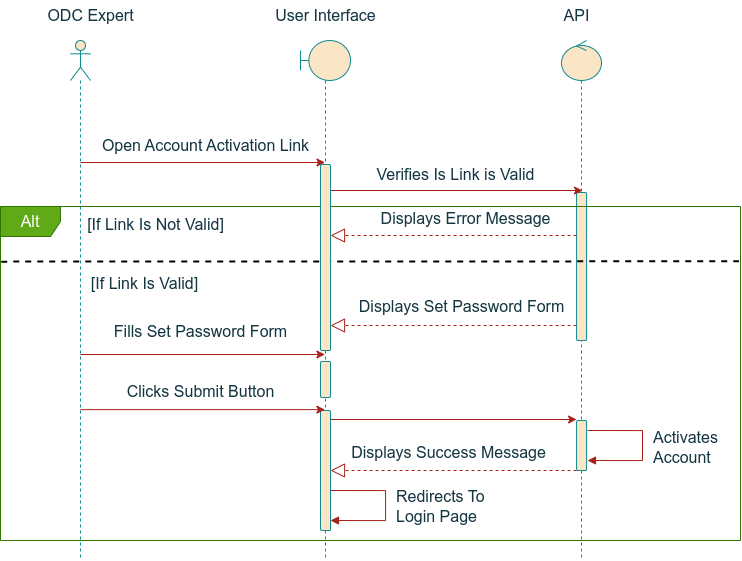 ODC Expert
User Interface
API
Open Account Activation Link
Verifies Is Link is Valid
Alt
[If Link Is Not Valid]
Displays Error Message
[If Link Is Valid]
Displays Set Password Form
Fills Set Password Form
Clicks Submit Button
Activates
Account
Displays Success Message
Redirects To
Login Page